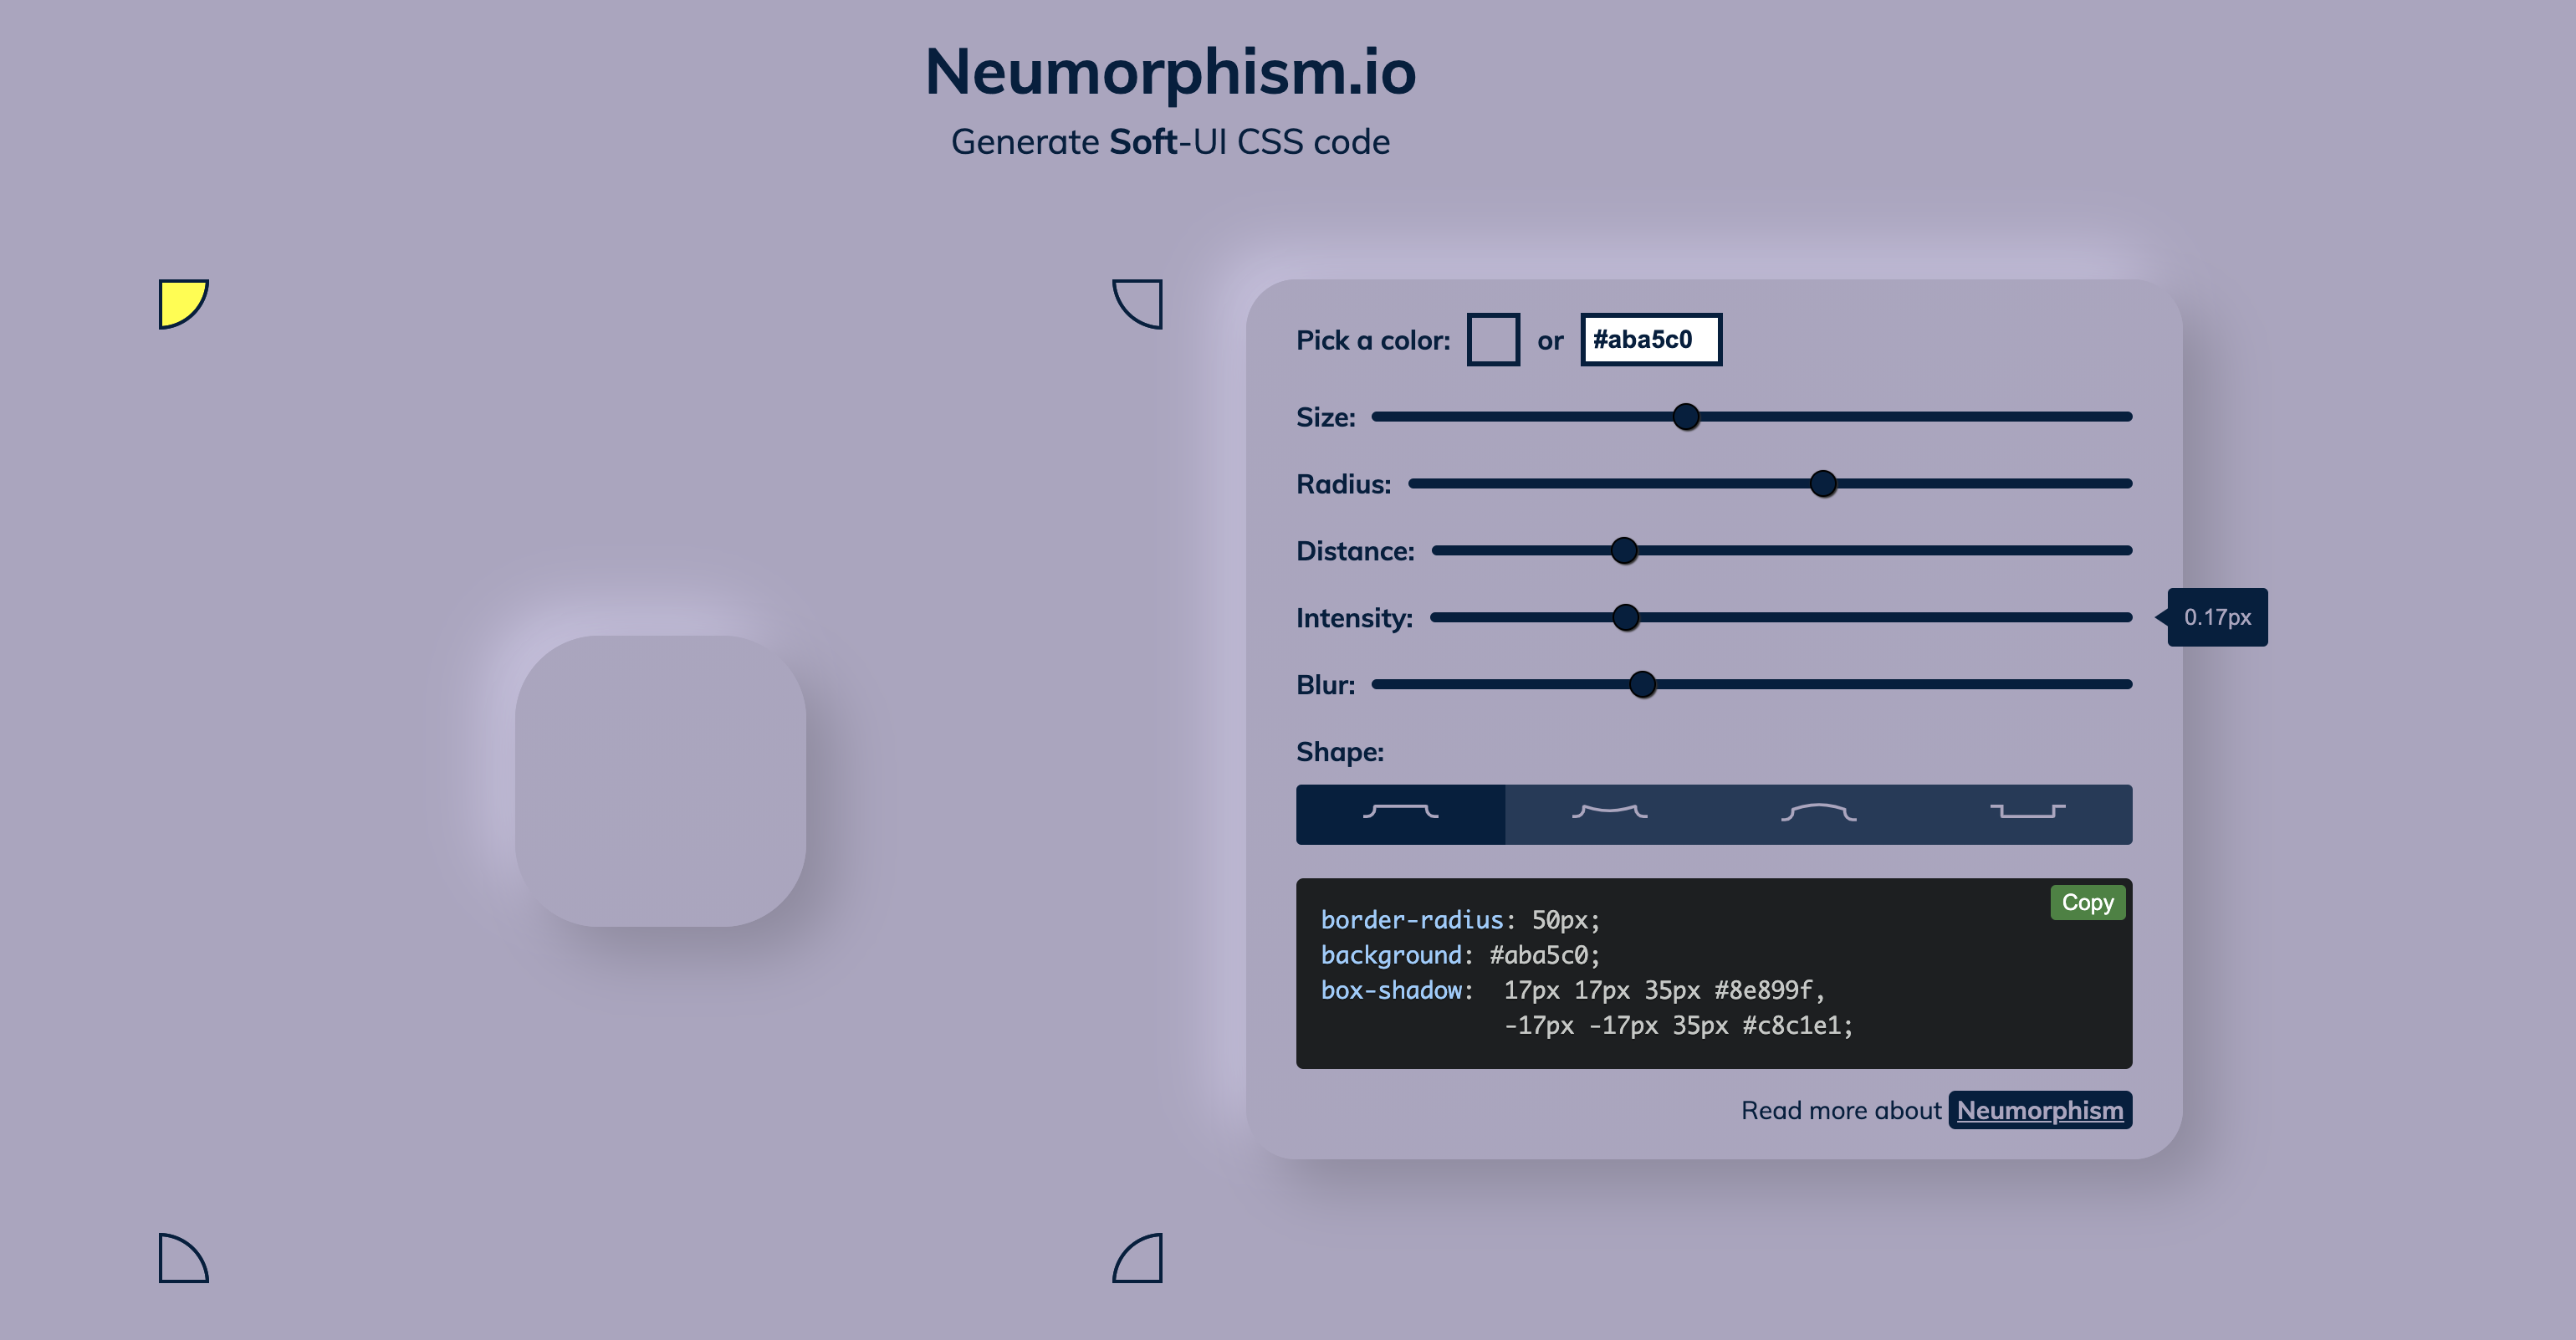 Neumorphism.io
Generate Soft-UI CSS code
Pick a color: or #aba5c0
Size:
Radius:
Distance:
Intensity: 0.17px
Blur:
Shape:
Copy
border-radius: 50px;
background: #aba5c0;
box-shadow:  17px 17px 35px #8e899f,
-17px -17px 35px #c8c1e1;
Read more about Neumorphism